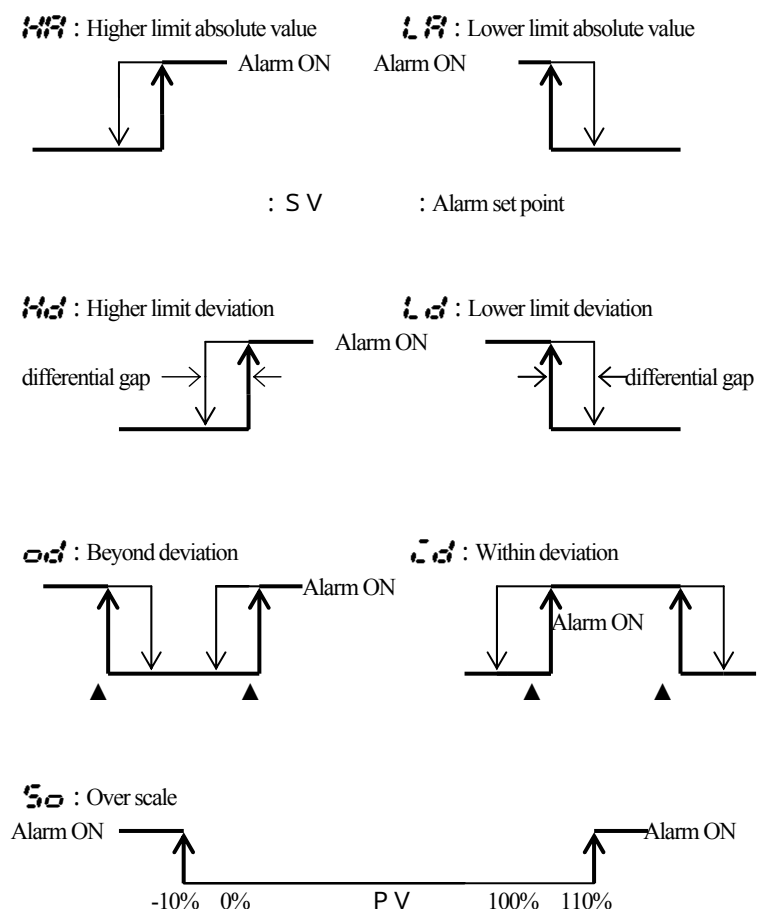 HA : Higher limit absolute value
LA : Lower limit absolute value
Alarm ON
Alarm ON
: S V
: Alarm set point
Hd : Higher limit deviation
Ld : Lower limit deviation
Alarm ON
differential gap
differential gap
od : Beyond deviation
id : Within deviation
Alarm ON
Alarm ON
So : Over scale
Alarm ON
Alarm ON
-10% 0% P V 100% 110%